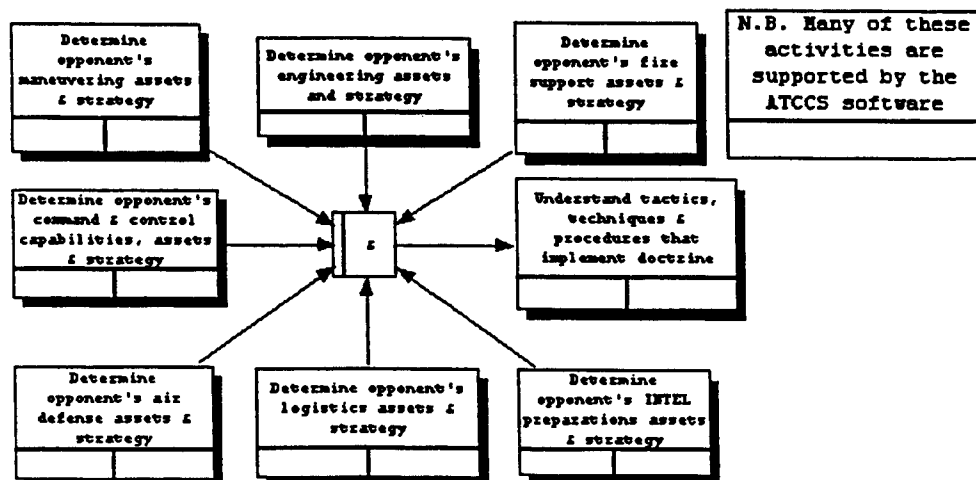 Determine
opponent's
maneuvering assets
& strategy
Determine opponent's
engineering assets
and strategy
Determine
opponent's fire
support assets &
strategy
N.B. Many of these
activities are
supported by the
ATCCS software
Determine opponent's
command & control
capabilities, assets
& strategy
&
Understand tactics,
techniques &
procedures that
implement doctrine
Determine
opponent's air
defense assets &
strategy
Determine opponent's
logistics assets &
strategy
Determine
opponent's INTEL
preparations assets
& strategy